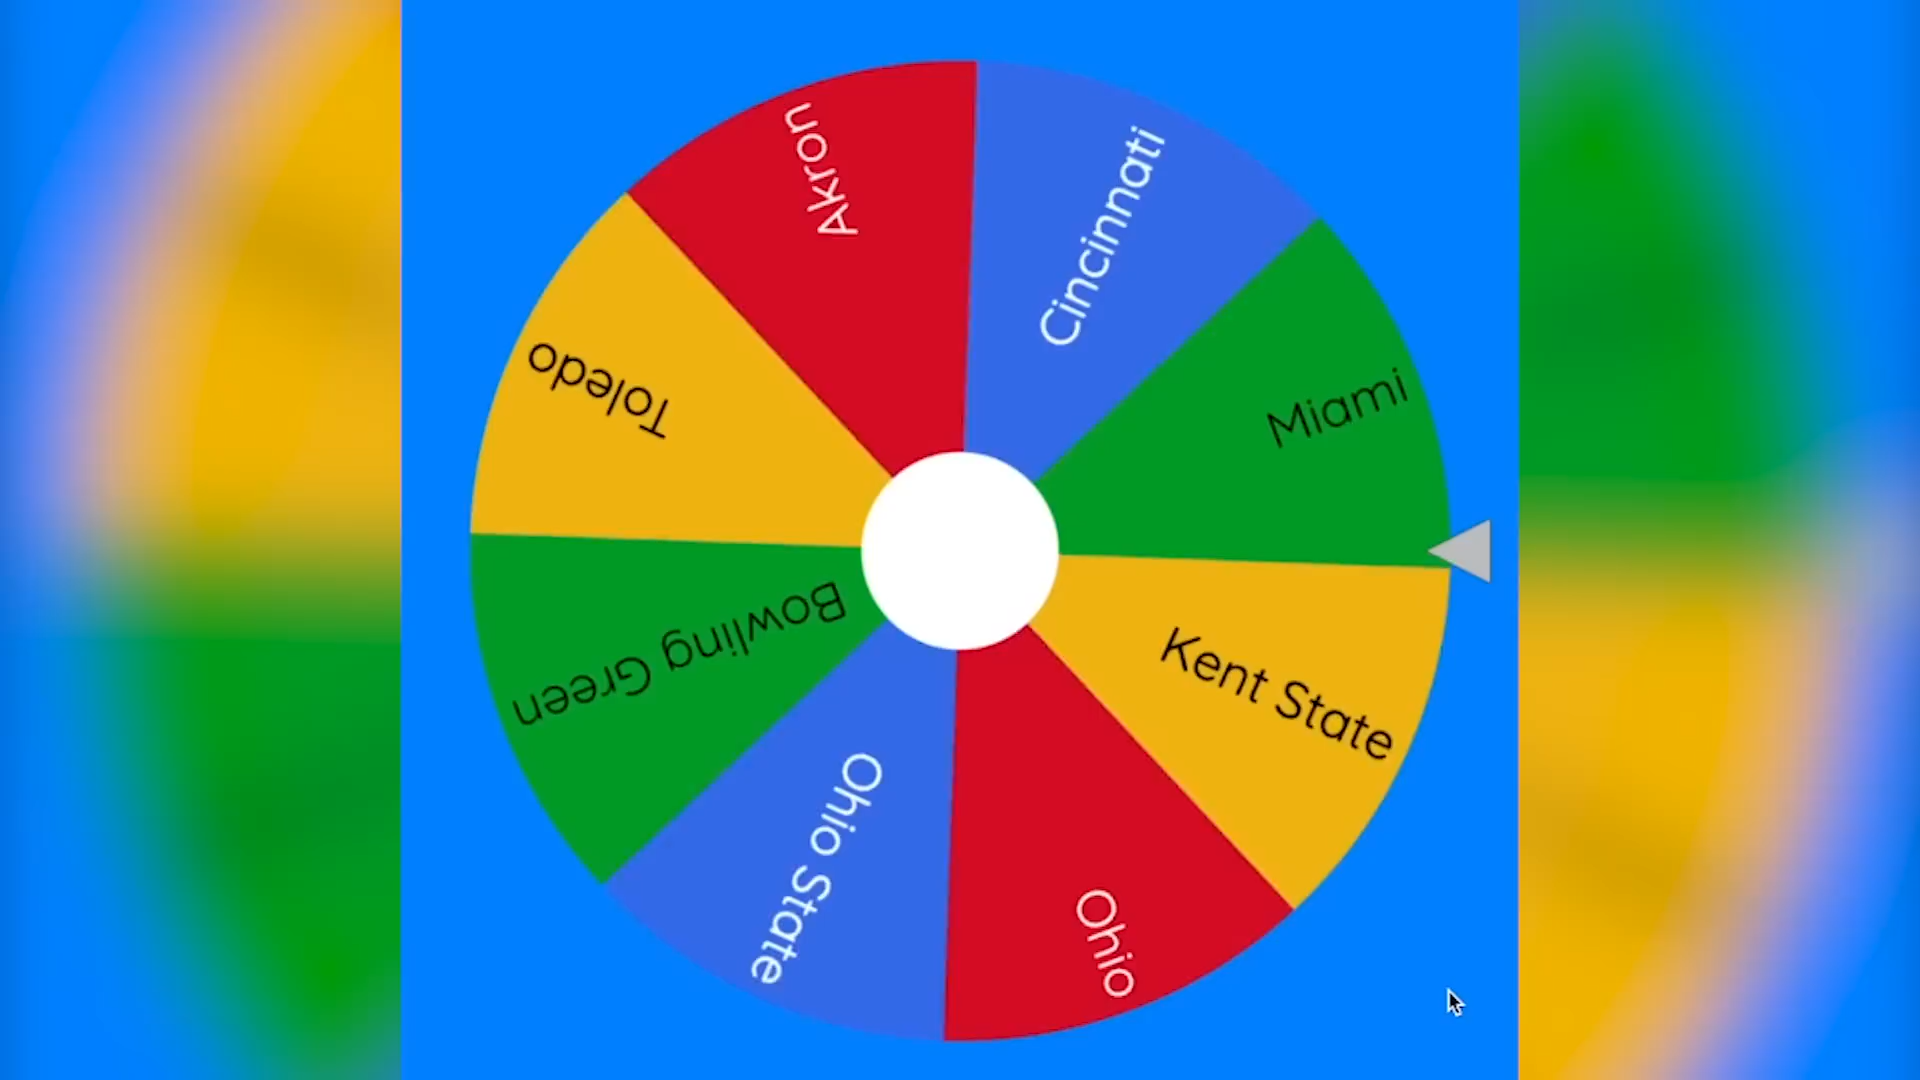 Akron
Cincinnati
Miami
Kent State
Ohio
Ohio State
Bowling Green
Toledo